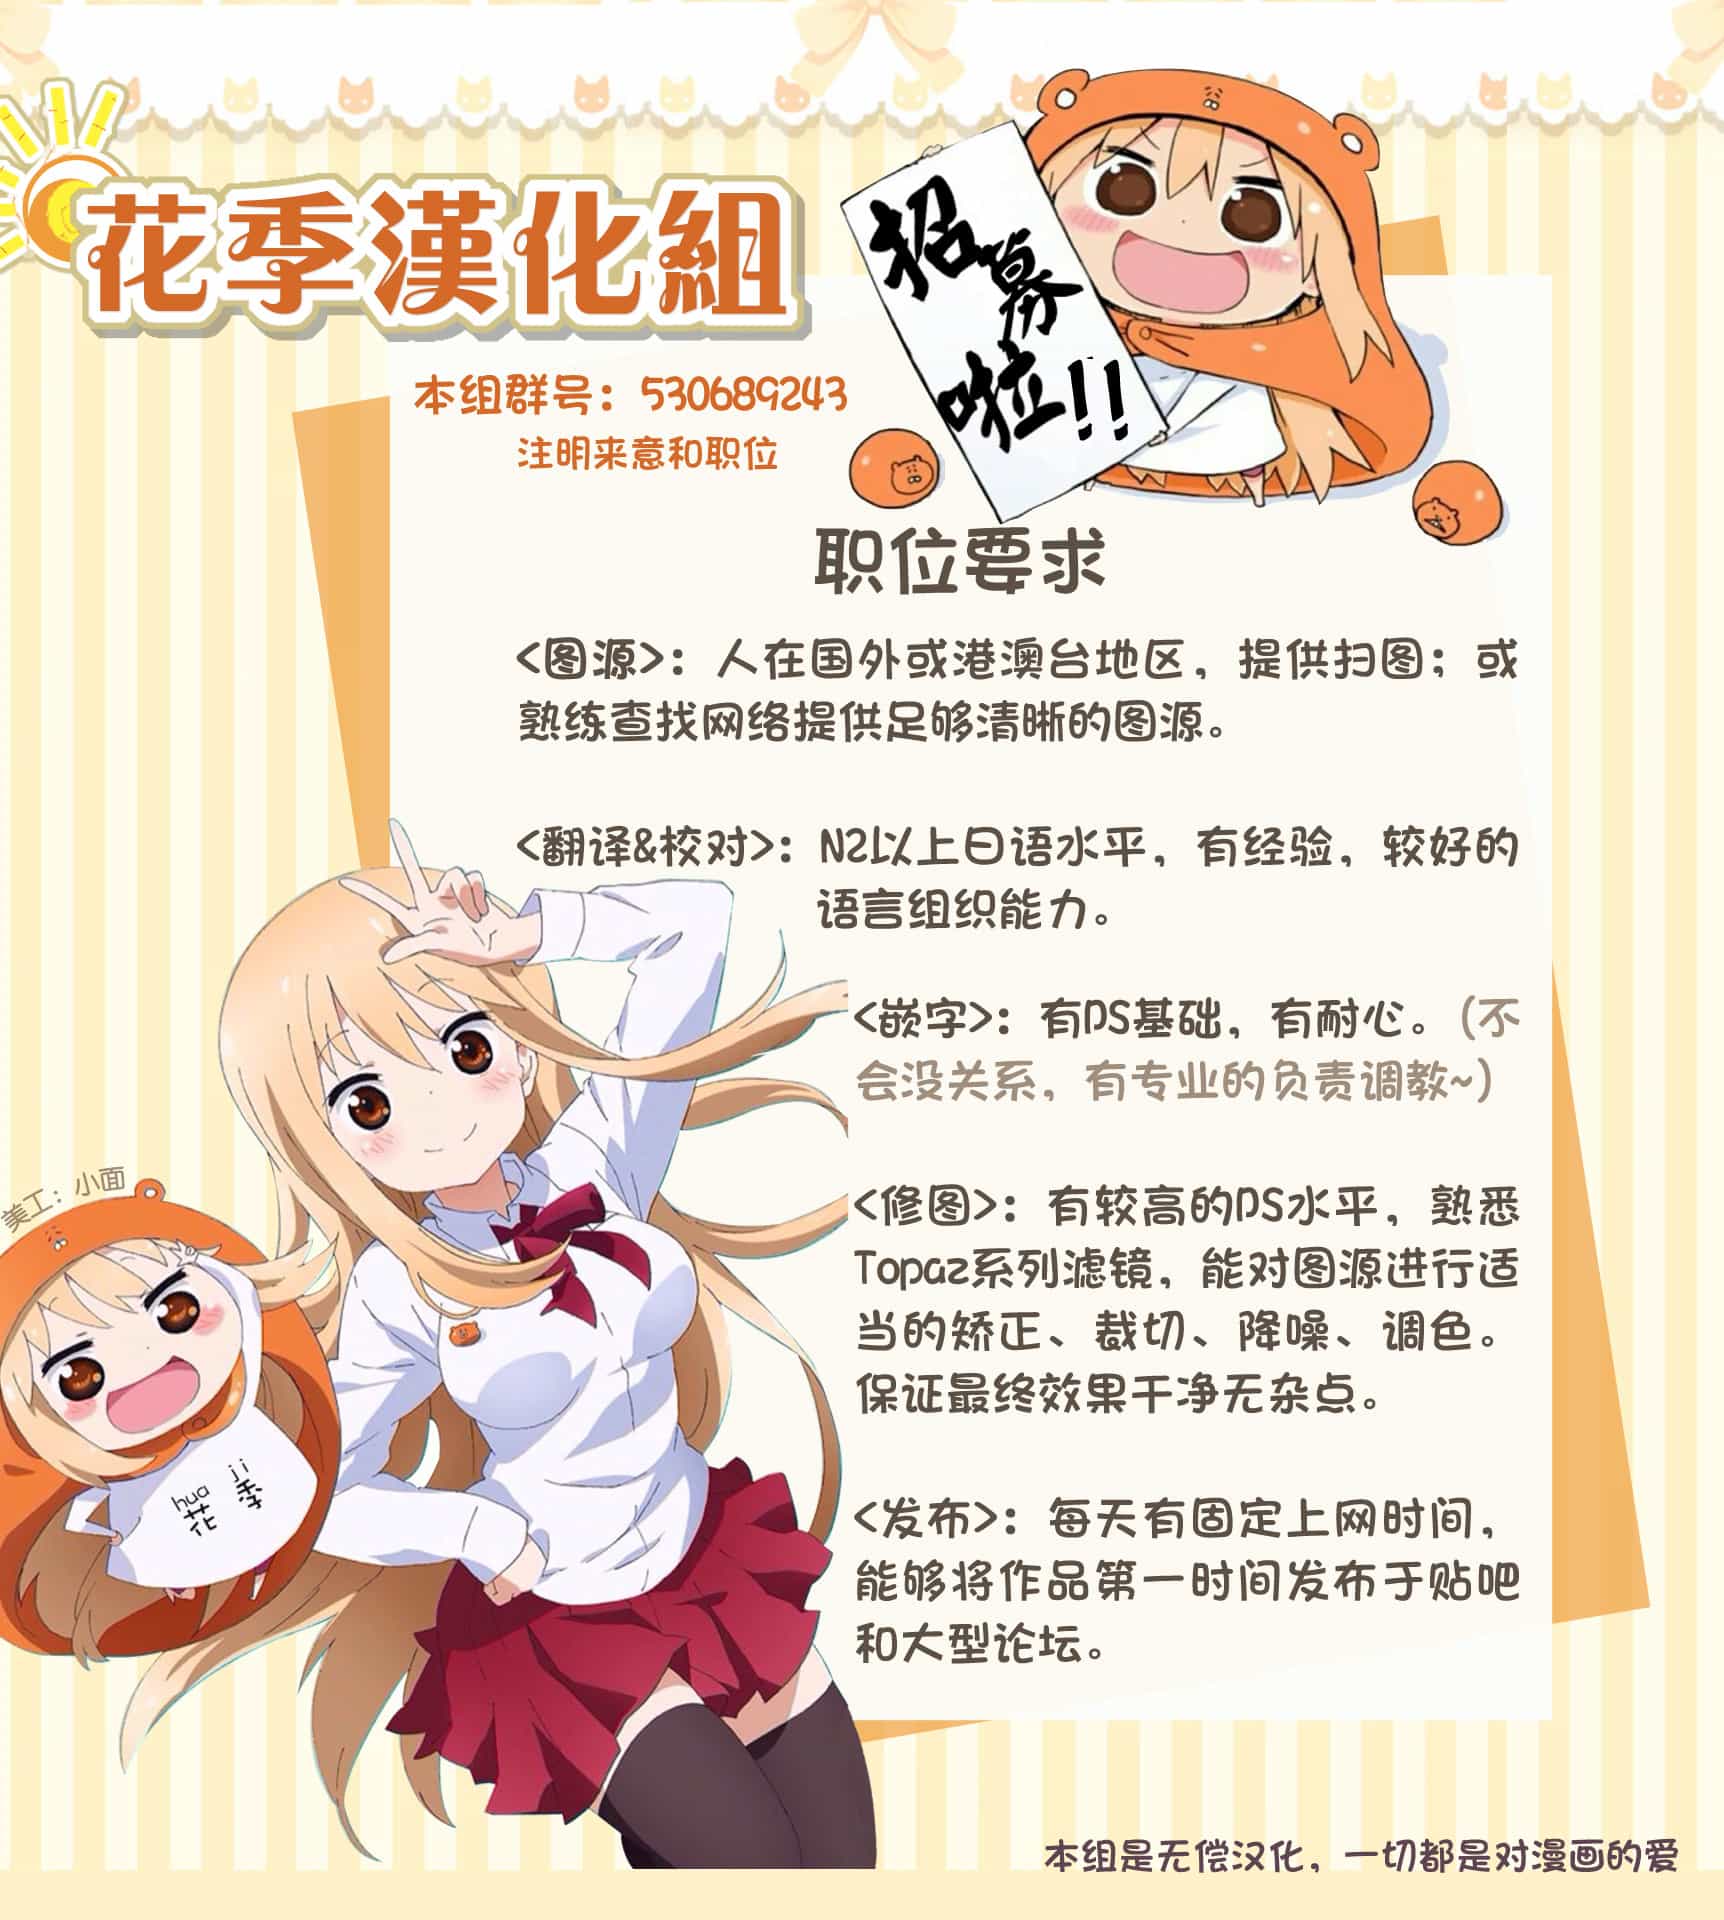 花季漢化組
招募啦!!
本组群号：530689243
注明来意和职位
职位要求
<图源>：人在国外或港澳台地区，提供扫图；或
熟练查找网络提供足够清晰的图源。
<翻译&校对>：N2以上日语水平，有经验，较好的
语言组织能力。
<嵌字>：有PS基础，有耐心。(不
会没关系，有专业的负责调教~)
<修图>：有较高的PS水平，熟悉
Topaz系列滤镜，能对图源进行适
当的矫正、裁切、降噪、调色。
保证最终效果干净无杂点。
<发布>：每天有固定上网时间，
能够将作品第一时间发布于贴吧
和大型论坛。
美工：小面
hua ji
花季
本组是无偿汉化，一切都是对漫画的爱